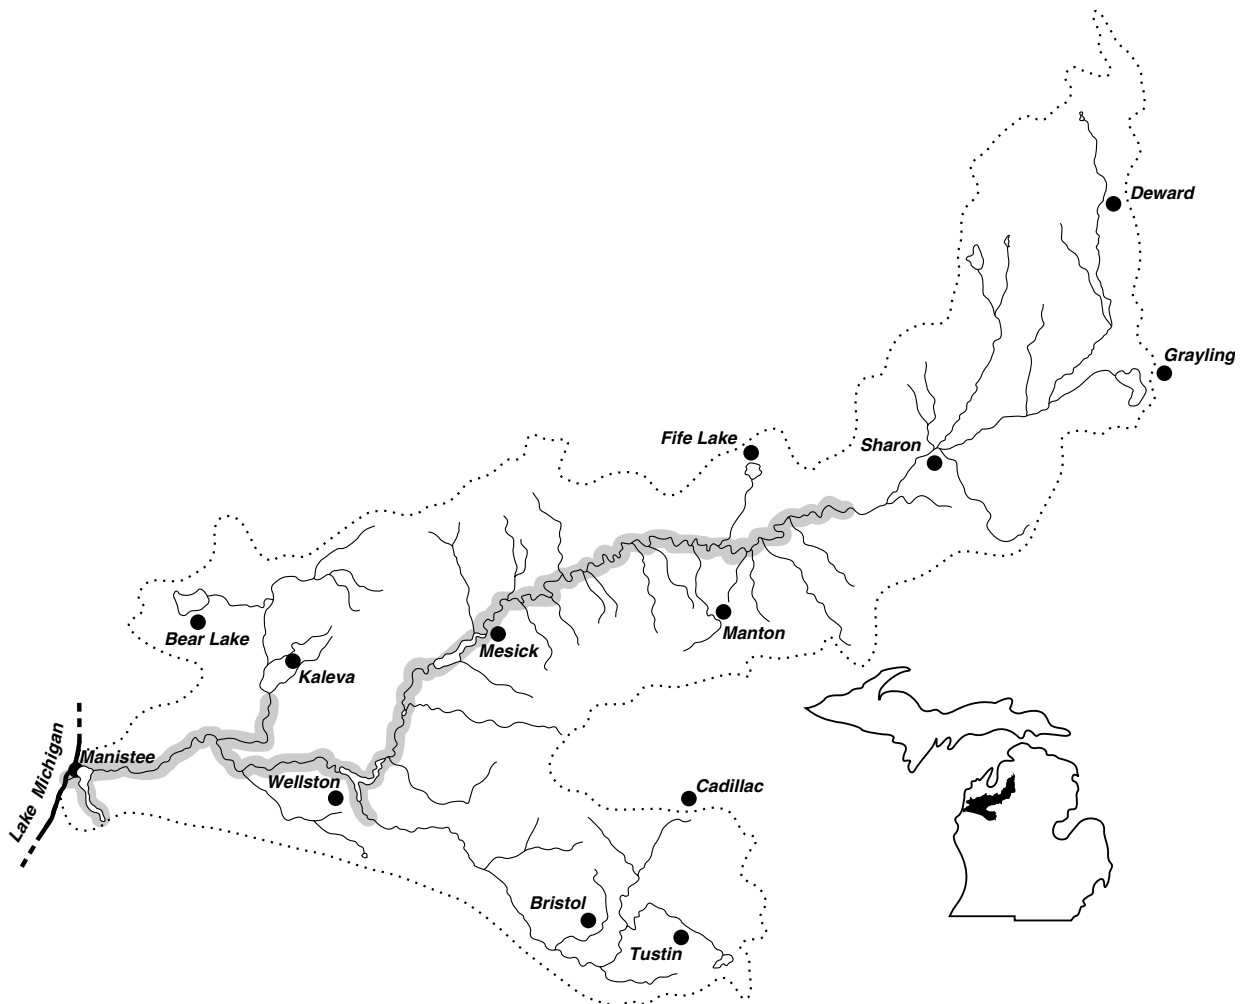 Deward
Grayling
Fife Lake
Sharon
Bear Lake
Manton
Mesick
Kaleva
Lake Michigan
Manistee
Wellston
Cadillac
Bristol
Tustin